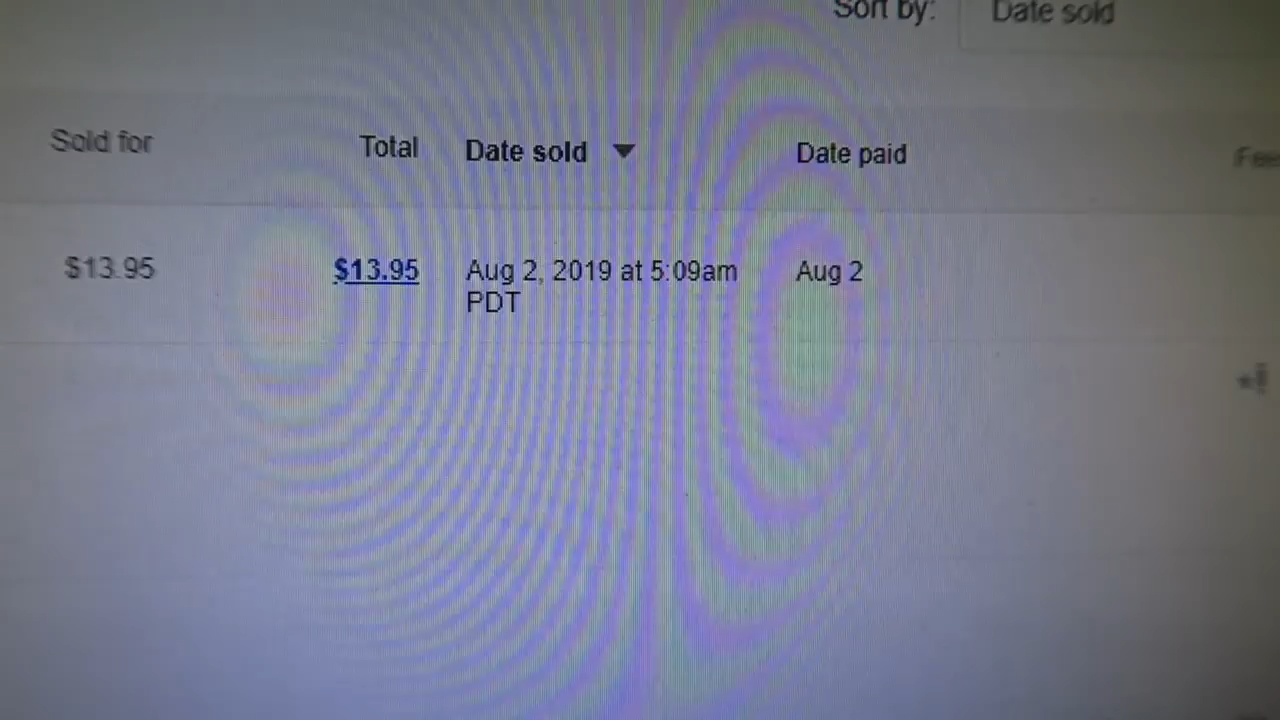 Sort by: Date sold
Sold for Total Date sold Date paid
$13.95 $13.95 Aug 2, 2019 at 5:09am Aug 2
PDT